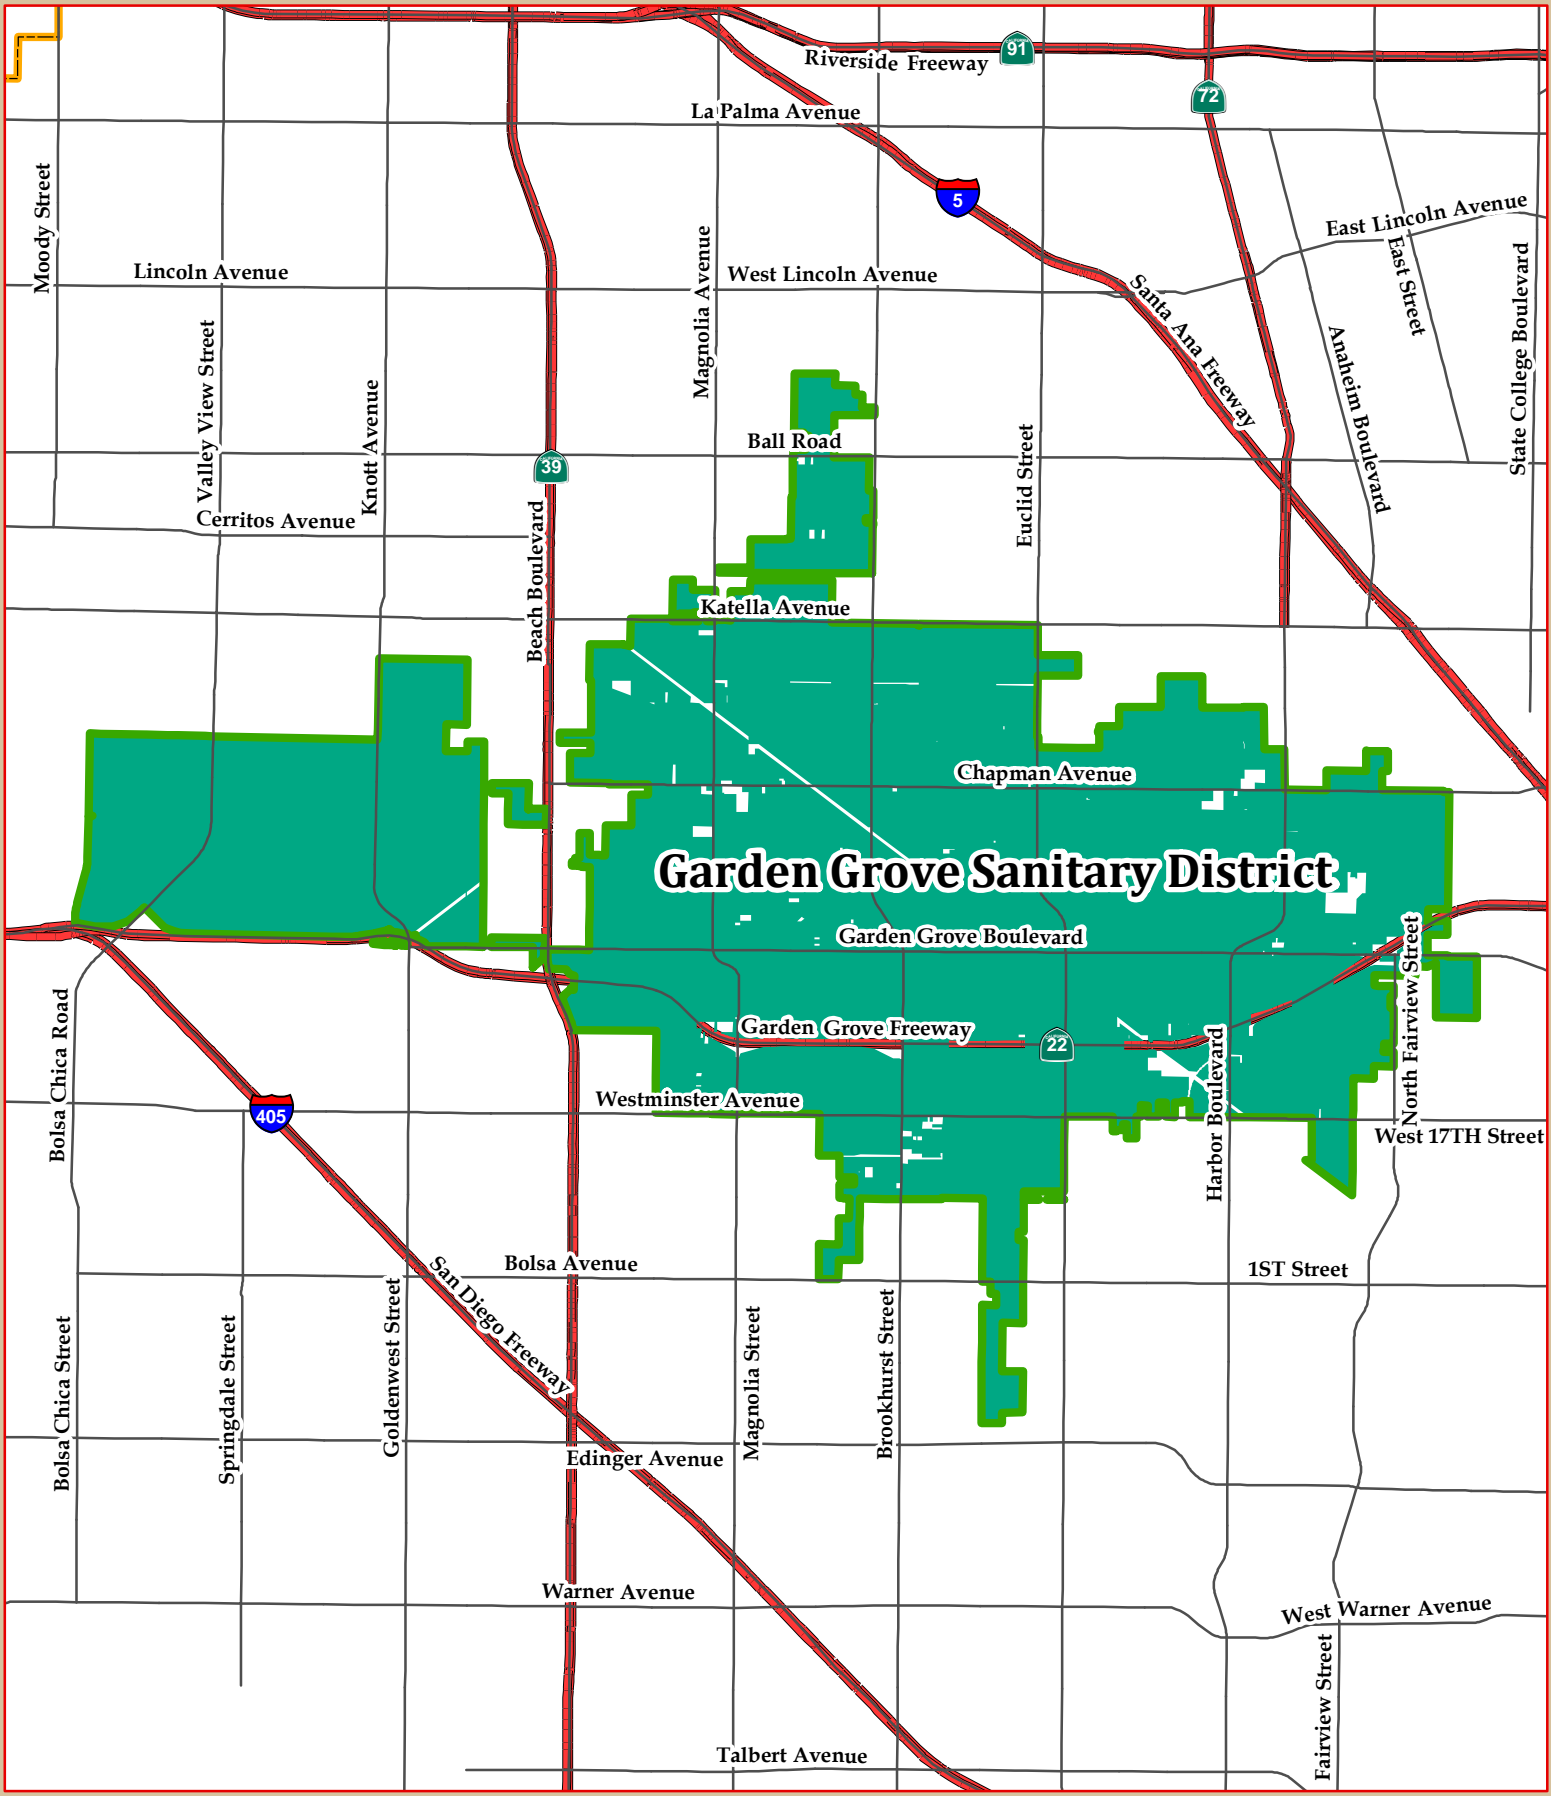 91
Riverside Freeway
72
La Palma Avenue
Moody Street
5
East Lincoln Avenue
East Street
State College Boulevard
Lincoln Avenue
West Lincoln Avenue
Magnolia Avenue
Santa Ana Freeway
Valley View Street
Knott Avenue
Anaheim Boulevard
Ball Road
Euclid Street
39
Cerritos Avenue
Beach Boulevard
Katella Avenue
Chapman Avenue
Garden Grove Sanitary District
Garden Grove Boulevard
North Fairview Street
Bolsa Chica Road
Garden Grove Freeway
22
Harbor Boulevard
405
Westminster Avenue
West 17TH Street
Bolsa Avenue
San Diego Freeway
1ST Street
Bolsa Chica Street
Springdale Street
Goldenwest Street
Magnolia Street
Brookhurst Street
Edinger Avenue
Warner Avenue
West Warner Avenue
Fairview Street
Talbert Avenue